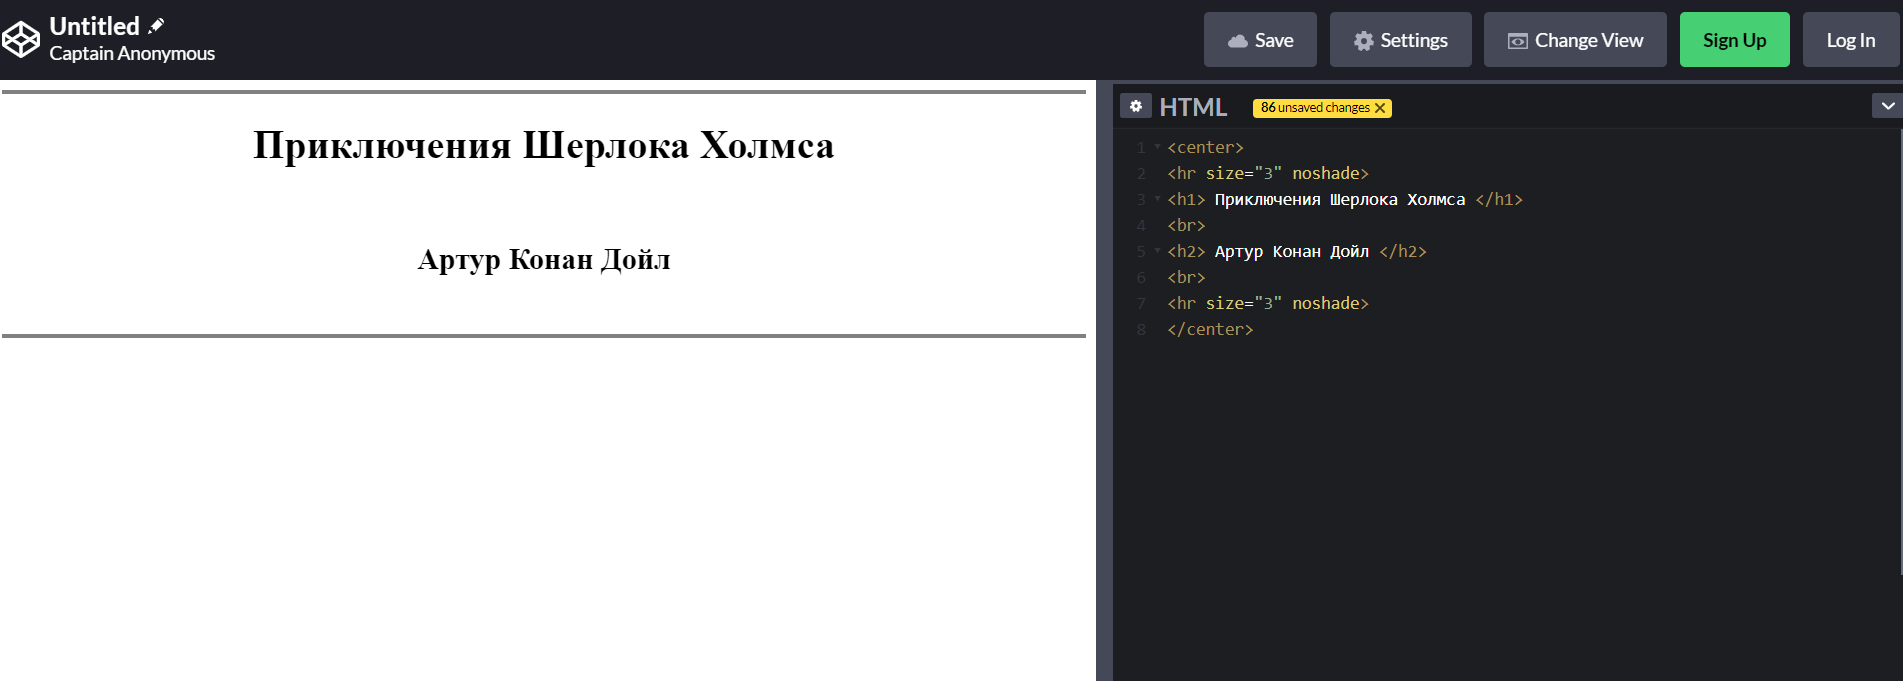 Untitled
Captain Anonymous
Save
Settings
Change View
Sign Up
Log In
Приключения Шерлока Холмса
Артур Конан Дойл
HTML
86 unsaved changes X
1 <center>
2 <hr size="3" noshade>
3 <h1> Приключения Шерлока Холмса </h1>
4 <br>
5 <h2> Артур Конан Дойл </h2>
6 <br>
7 <hr size="3" noshade>
8 </center>